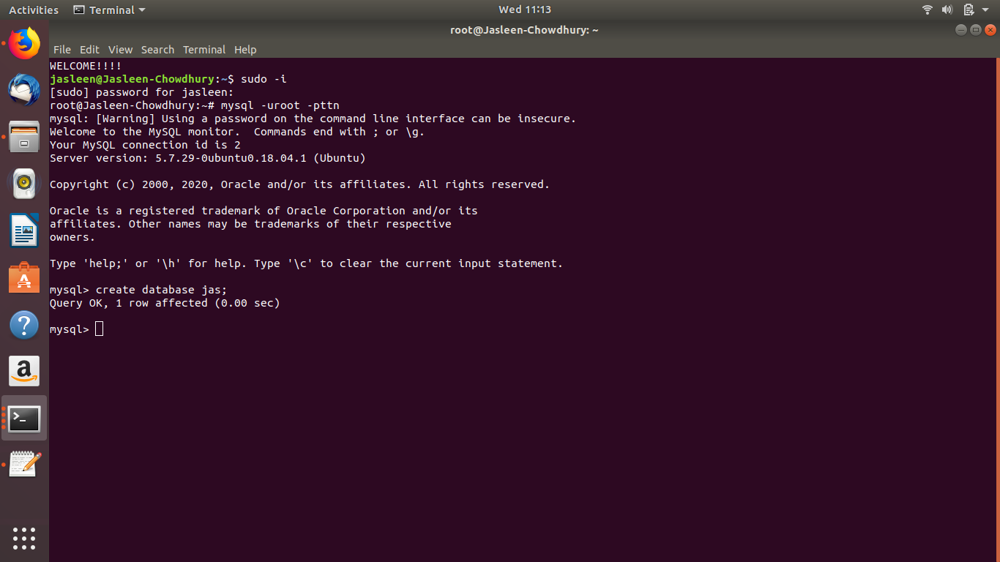 Activities Terminal Wed 11:13
root@Jasleen-Chowdhury: ~
File Edit View Search Terminal Help
WELCOME!!!!
jasleen@Jasleen-Chowdhury:~$ sudo -i
[sudo] password for jasleen:
root@Jasleen-Chowdhury:~# mysql -uroot -pttn
mysql: [Warning] Using a password on the command line interface can be insecure.
Welcome to the MySQL monitor.  Commands end with ; or \g.
Your MySQL connection id is 2
Server version: 5.7.29-0ubuntu0.18.04.1 (Ubuntu)
Copyright (c) 2000, 2020, Oracle and/or its affiliates. All rights reserved.
Oracle is a registered trademark of Oracle Corporation and/or its
affiliates. Other names may be trademarks of their respective
owners.
Type 'help;' or '\h' for help. Type '\c' to clear the current input statement.
mysql> create database jas;
Query OK, 1 row affected (0.00 sec)
mysql>